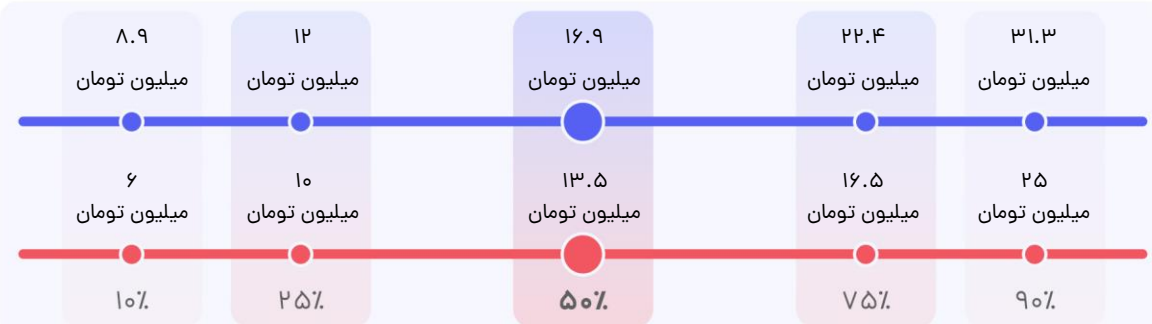 ۸.۹
میلیون تومان
۱۲
میلیون تومان
۱۶.۹
میلیون تومان
۲۲.۴
میلیون تومان
۳۱.۳
میلیون تومان
۶
میلیون تومان
۱۰
میلیون تومان
۱۳.۵
میلیون تومان
۱۶.۵
میلیون تومان
۲۵
میلیون تومان
۱۰٪
۲۵٪
۵۰٪
۷۵٪
۹۰٪